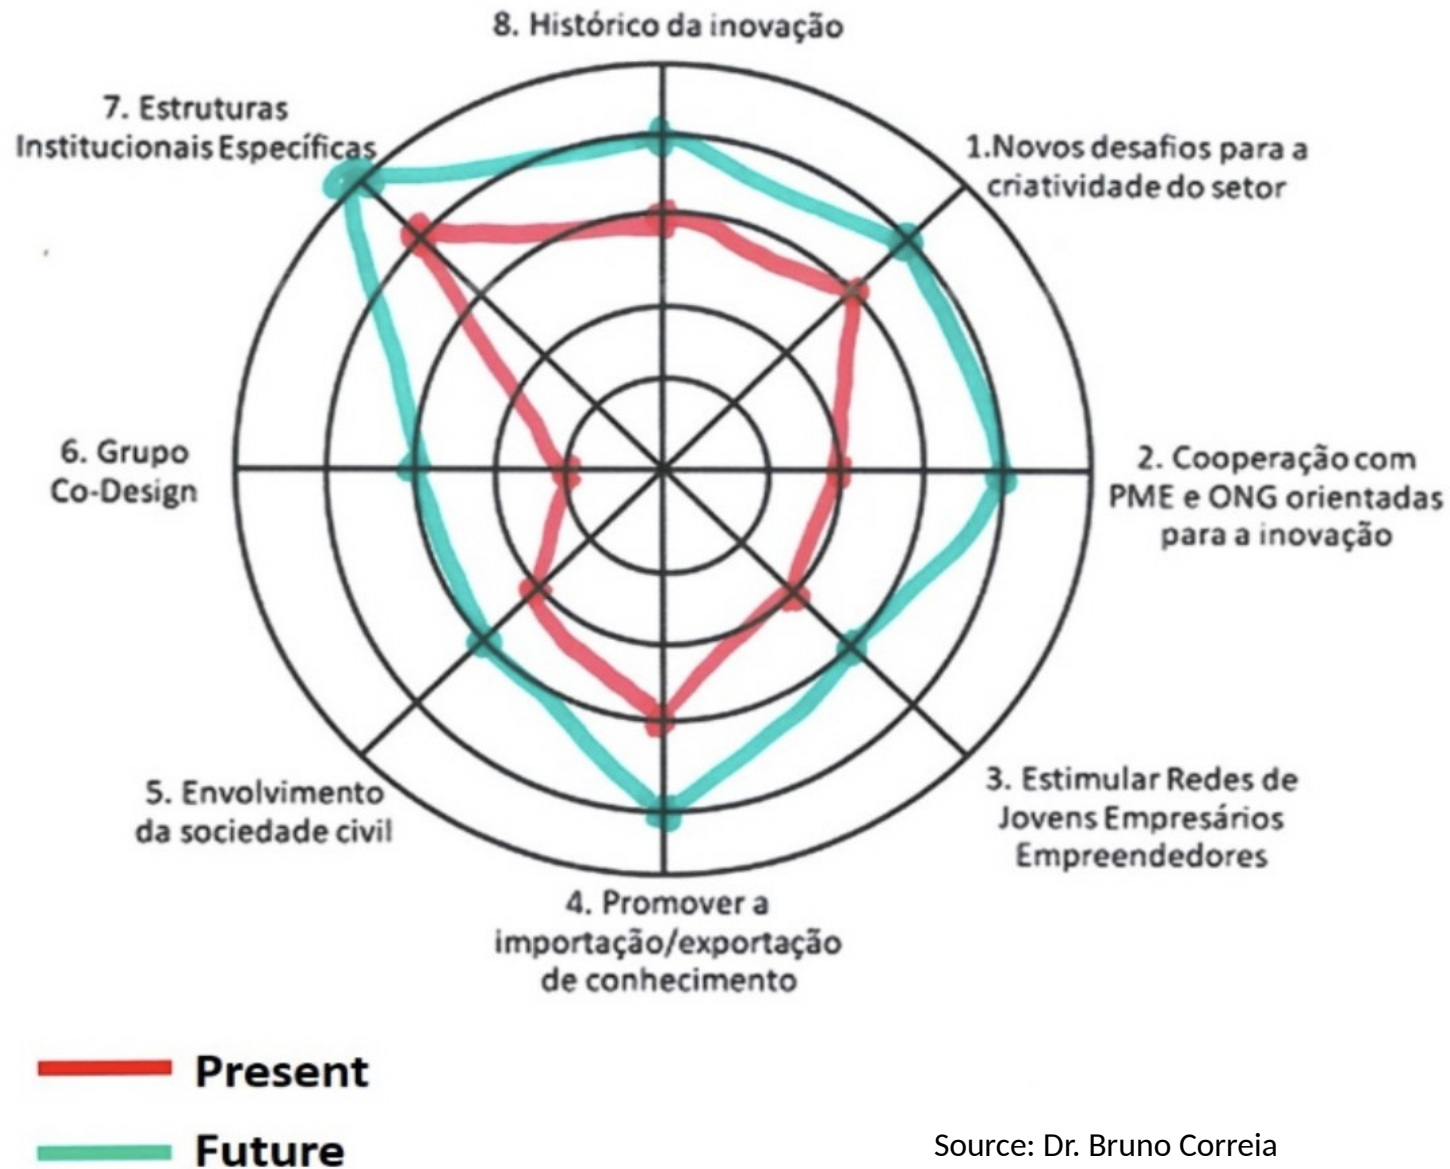 8. Histórico da inovação
7. Estruturas
Institucionais Específicas
1.Novos desafios para a
criatividade do setor
6. Grupo
Co-Design
2. Cooperação com
PME e ONG orientadas
para a inovação
5. Envolvimento
da sociedade civil
3. Estimular Redes de
Jovens Empresários
Empreendedores
4. Promover a
importação/exportação
de conhecimento
Present
Future
Source: Dr. Bruno Correia